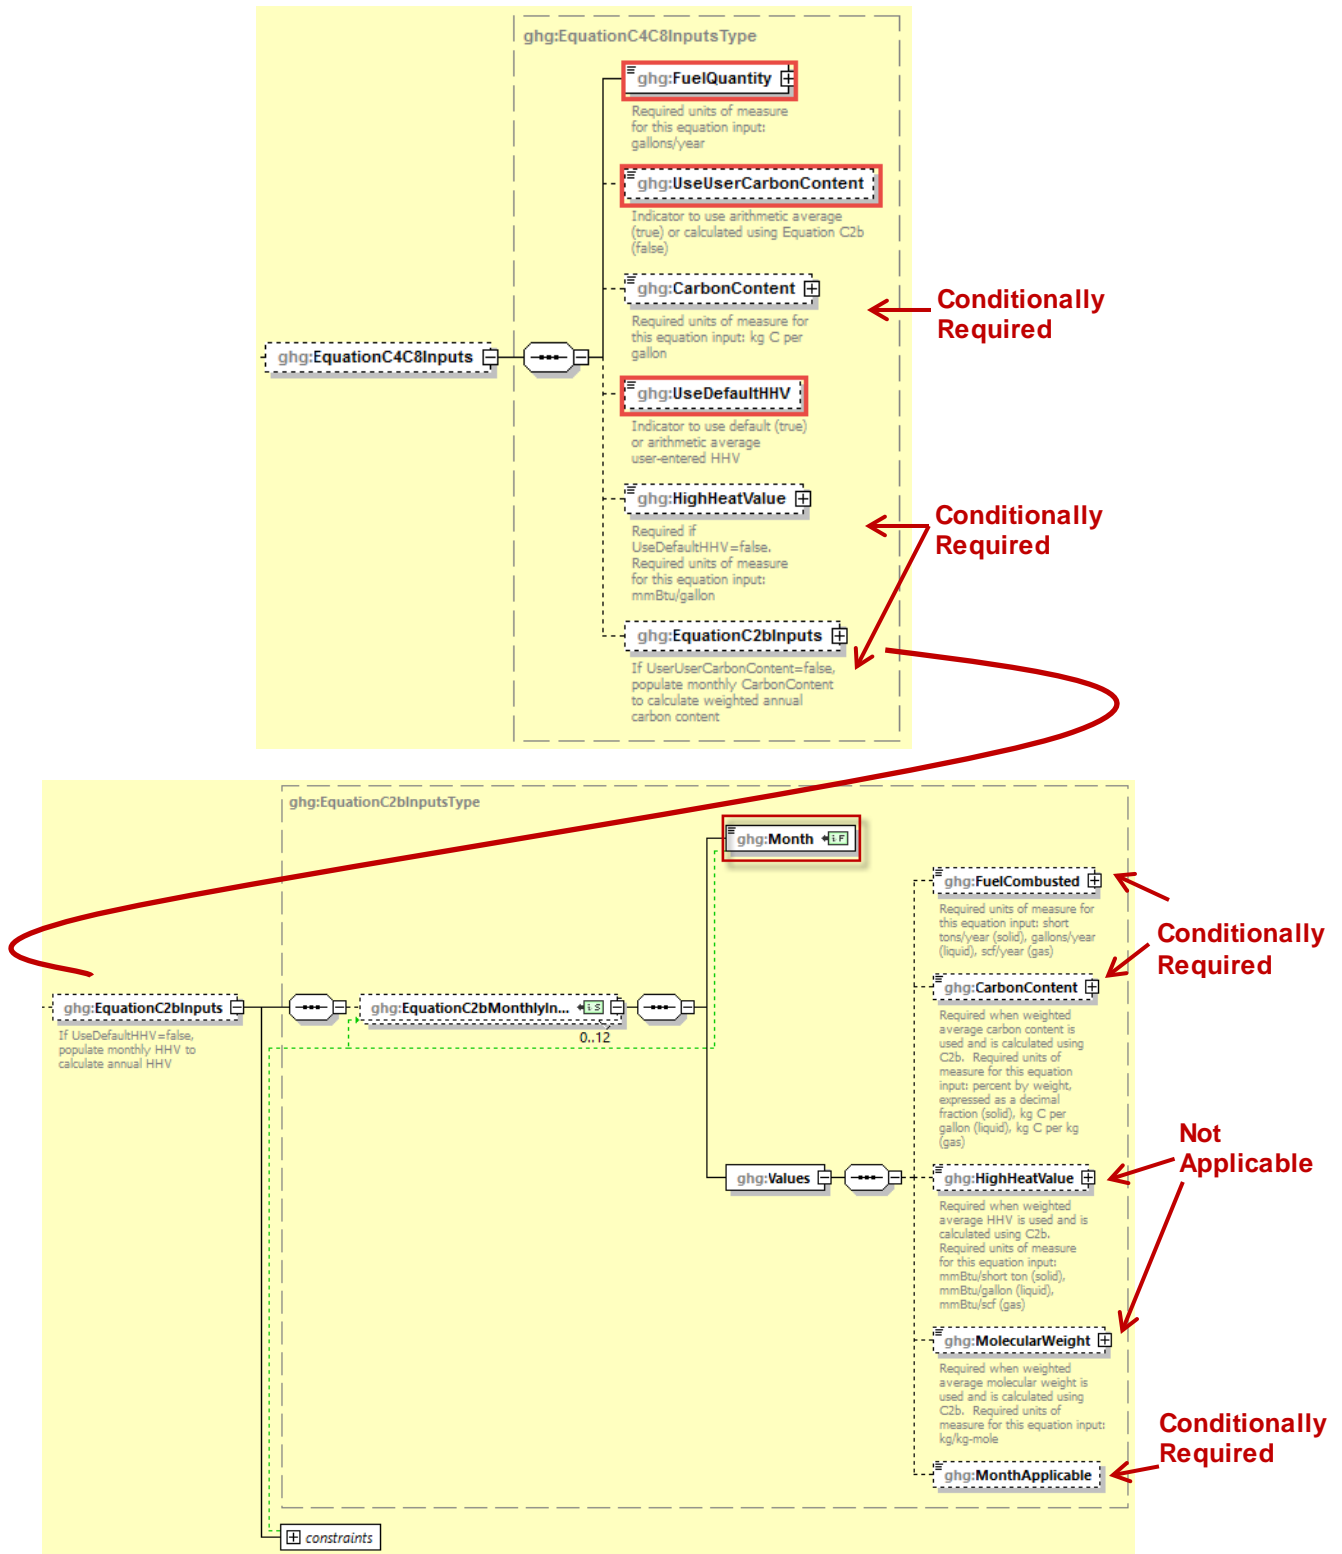 ghg:EquationC4C8InputsType
ghg:FuelQuantity
Required units of measure
for this equation input:
gallons/year
ghg:UseUserCarbonContent
Indicator to use arithmetic average
(true) or calculated using Equation C2b
(false)
ghg:CarbonContent
Required units of measure for
this equation input: kg C per
gallon
Conditionally
Required
ghg:EquationC4C8Inputs
ghg:UseDefaultHHV
Indicator to use default (true)
or arithmetic average
user-entered HHV
ghg:HighHeatValue
Required if
UseDefaultHHV=false.
Required units of measure
for this equation input:
mmBtu/gallon
Conditionally
Required
ghg:EquationC2bInputs
If UserUserCarbonContent=false,
populate monthly CarbonContent
to calculate weighted annual
carbon content
ghg:EquationC2bInputsType
ghg:Month
iF
ghg:FuelCombusted
Required units of measure for
this equation input: short
tons/year (solid), gallons/year
(liquid), scf/year (gas)
Conditionally
Required
ghg:EquationC2bInputs
If UseDefaultHHV=false,
populate monthly HHV to
calculate annual HHV
ghg:EquationC2bMonthlyIn...
iS
0..12
ghg:CarbonContent
Required when weighted
average carbon content is
used and is calculated using
C2b. Required units of
measure for this equation
input: percent by weight,
expressed as a decimal
fraction (solid), kg C per
gallon (liquid), kg C per kg
(gas)
Not
Applicable
ghg:Values
ghg:HighHeatValue
Required when weighted
average HHV is used and is
calculated using C2b.
Required units of measure
for this equation input:
mmBtu/short ton (solid),
mmBtu/gallon (liquid),
mmBtu/scf (gas)
ghg:MolecularWeight
Required when weighted
average molecular weight is
used and is calculated using
C2b. Required units of
measure for this equation input:
kg/kg-mole
Conditionally
Required
ghg:MonthApplicable
constraints